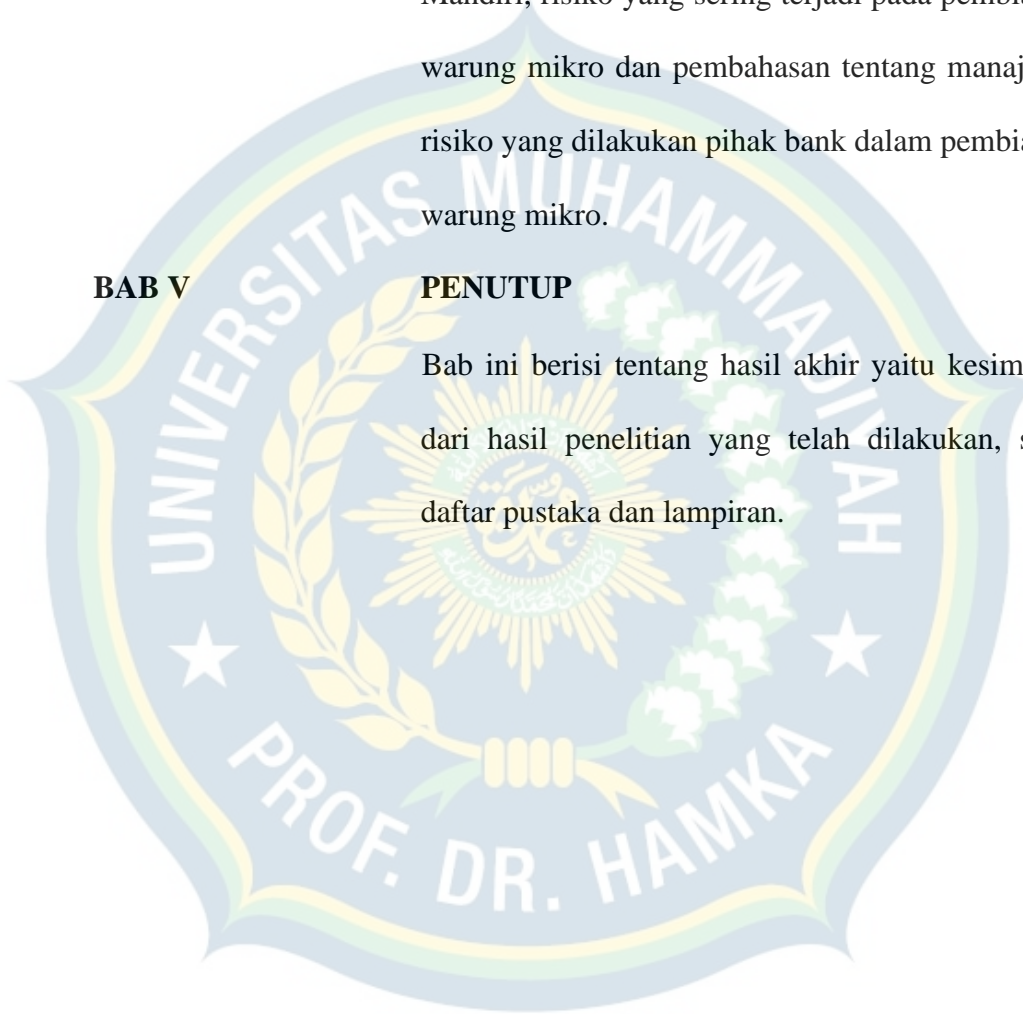 Mandiri, risiko yang sering terjadi pada pembia
warung mikro dan pembahasan tentang manaj
risiko yang dilakukan pihak bank dalam pembia
warung mikro.
BAB V PENUTUP
Bab ini berisi tentang hasil akhir yaitu kesim
dari hasil penelitian yang telah dilakukan, s
daftar pustaka dan lampiran.
UNIVERSITAS MUHAMMADIYAH
PROF. DR. HAMKA